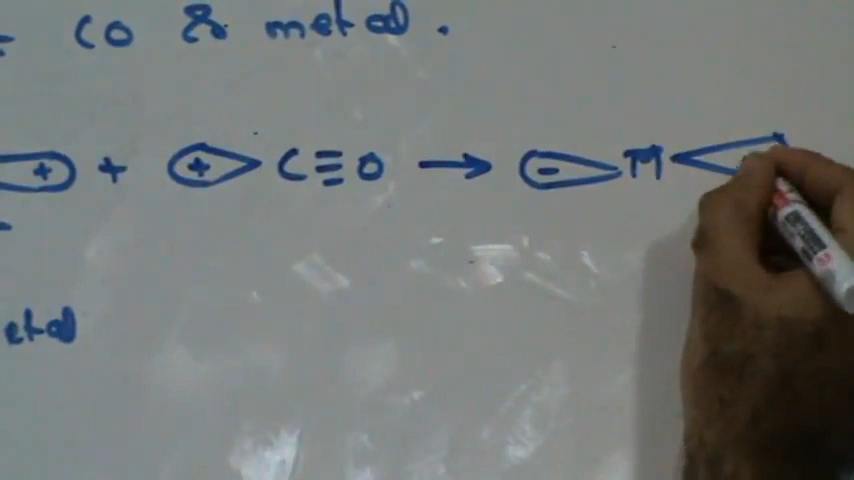 CO & metal.
+ + + C≡O → - M
etal